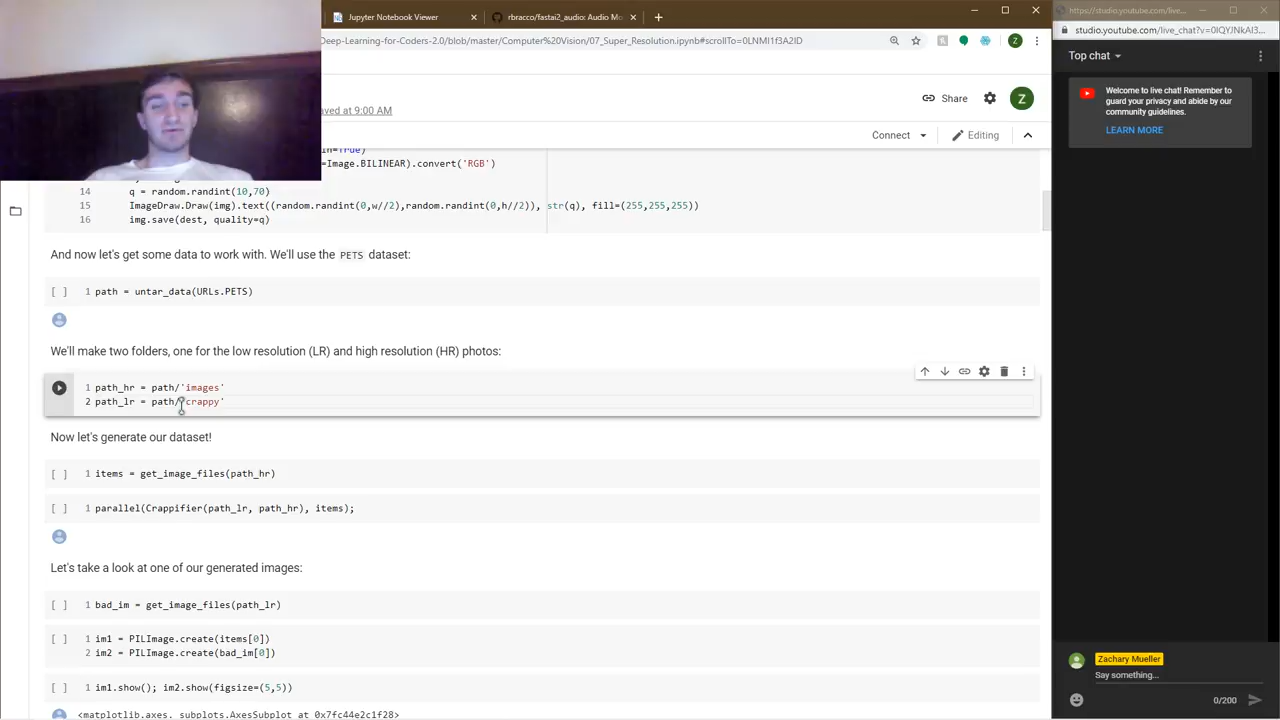 Jupyter Notebook Viewer
rbracco/fastai2_audio: Audio Mo
https://studio.youtube.com/live...
Deep-Learning-for-Coders-2.0/blob/master/Computer%20Vision/07_Super_Resolution.ipynb#scrollTo=0LNMI1f3A2ID
studio.youtube.com/live_chat?v=0IQYJNkAI3...
Top chat
Welcome to live chat! Remember to
guard your privacy and abide by our
community guidelines.
LEARN MORE
aved at 9:00 AM
Share
Z
Connect
Editing
in=True)
=Image.BILINEAR).convert('RGB')
14 q = random.randint(10,70)
15 ImageDraw.Draw(img).text((random.randint(0,w//2),random.randint(0,h//2)), str(q), fill=(255,255,255))
16 img.save(dest, quality=q)
And now let's get some data to work with. We'll use the PETS dataset:
[ ] 1 path = untar_data(URLs.PETS)
We'll make two folders, one for the low resolution (LR) and high resolution (HR) photos:
1 path_hr = path/'images'
2 path_lr = path/'crappy'
Now let's generate our dataset!
[ ] 1 items = get_image_files(path_hr)
[ ] 1 parallel(Crappifier(path_lr, path_hr), items);
Let's take a look at one of our generated images:
[ ] 1 bad_im = get_image_files(path_lr)
[ ] 1 im1 = PILImage.create(items[0])
2 im2 = PILImage.create(bad_im[0])
[ ] 1 im1.show(); im2.show(figsize=(5,5))
<matplotlib.axes._subplots.AxesSubplot at 0x7fc44e2c1f28>
Zachary Mueller
Say something...
0/200